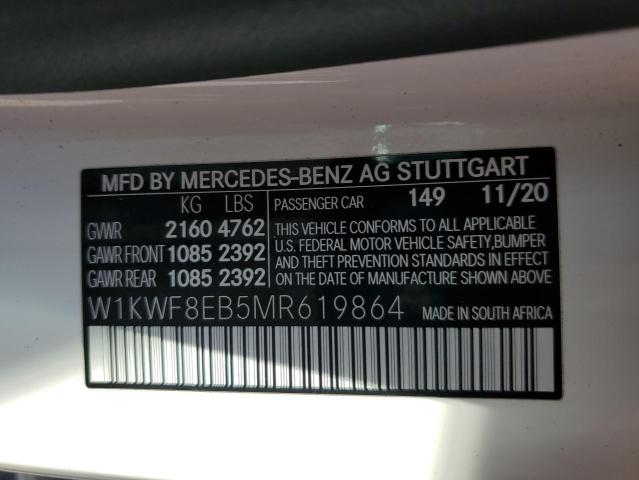 MFD BY MERCEDES-BENZ AG STUTTGART
KG LBS PASSENGER CAR 149 11/20
GVWR 2160 4762
GAWR FRONT 1085 2392
GAWR REAR 1085 2392
THIS VEHICLE CONFORMS TO ALL APPLICABLE
U.S. FEDERAL MOTOR VEHICLE SAFETY,BUMPER
AND THEFT PREVENTION STANDARDS IN EFFECT
ON THE DATE OF MANUFACTURE SHOWN ABOVE.
W1KWF8EB5MR619864 MADE IN SOUTH AFRICA